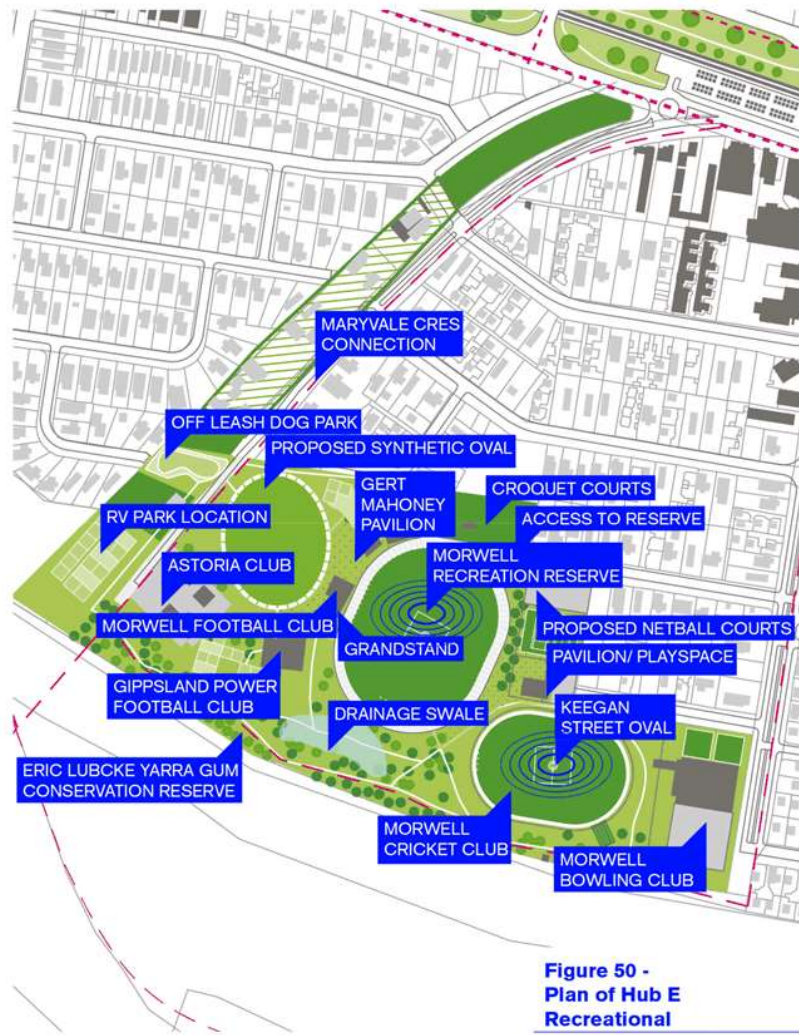 MARYVALE CRES
CONNECTION
OFF LEASH DOG PARK
PROPOSED SYNTHETIC OVAL
GERT
MAHONEY
PAVILION
CROQUET COURTS
RV PARK LOCATION
ACCESS TO RESERVE
ASTORIA CLUB
MORWELL
RECREATION RESERVE
MORWELL FOOTBALL CLUB
GRANDSTAND
PROPOSED NETBALL COURTS
PAVILION/ PLAYSPACE
GIPPSLAND POWER
FOOTBALL CLUB
DRAINAGE SWALE
KEEGAN
STREET OVAL
ERIC LUBCKE YARRA GUM
CONSERVATION RESERVE
MORWELL
CRICKET CLUB
MORWELL
BOWLING CLUB
Figure 50 -
Plan of Hub E
Recreational